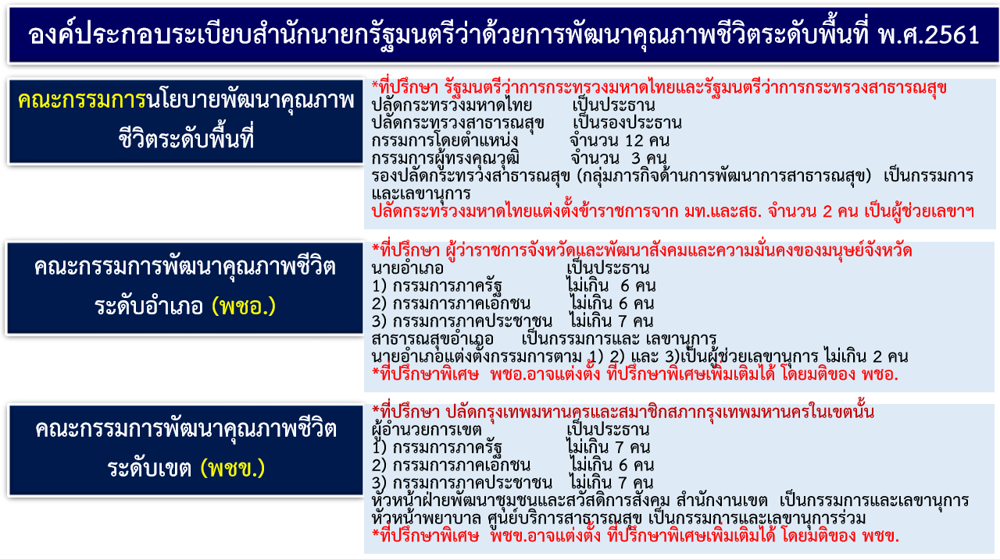 องค์ประกอบระเบียบสำนักนายกรัฐมนตรีว่าด้วยการพัฒนาคุณภาพชีวิตระดับพื้นที่ พ.ศ.2561
คณะกรรมการนโยบายพัฒนาคุณภาพ
ชีวิตระดับพื้นที่
*ที่ปรึกษา รัฐมนตรีว่าการกระทรวงมหาดไทยและรัฐมนตรีว่าการกระทรวงสาธารณสุข
ปลัดกระทรวงมหาดไทย เป็นประธาน
ปลัดกระทรวงสาธารณสุข เป็นรองประธาน
กรรมการโดยตำแหน่ง จำนวน 12 คน
กรรมการผู้ทรงคุณวุฒิ จำนวน 3 คน
รองปลัดกระทรวงสาธารณสุข (กลุ่มภารกิจด้านการพัฒนาการสาธารณสุข) เป็นกรรมการ
และเลขานุการ
ปลัดกระทรวงมหาดไทยแต่งตั้งข้าราชการจาก มท.และสธ. จำนวน 2 คน เป็นผู้ช่วยเลขาฯ
คณะกรรมการพัฒนาคุณภาพชีวิต
ระดับอำเภอ (พชอ.)
*ที่ปรึกษา ผู้ว่าราชการจังหวัดและพัฒนาสังคมและความมั่นคงของมนุษย์จังหวัด
นายอำเภอ เป็นประธาน
1) กรรมการภาครัฐ ไม่เกิน 6 คน
2) กรรมการภาคเอกชน ไม่เกิน 6 คน
3) กรรมการภาคประชาชน ไม่เกิน 7 คน
สาธารณสุขอำเภอ เป็นกรรมการและ เลขานุการ
นายอำเภอแต่งตั้งกรรมการตาม 1) 2) และ 3)เป็นผู้ช่วยเลขานุการ ไม่เกิน 2 คน
*ที่ปรึกษาพิเศษ พชอ.อาจแต่งตั้ง ที่ปรึกษาพิเศษเพิ่มเติมได้ โดยมติของ พชอ.
คณะกรรมการพัฒนาคุณภาพชีวิต
ระดับเขต (พชข.)
*ที่ปรึกษา ปลัดกรุงเทพมหานครและสมาชิกสภากรุงเทพมหานครในเขตนั้น
ผู้อำนวยการเขต เป็นประธาน
1) กรรมการภาครัฐ ไม่เกิน 7 คน
2) กรรมการภาคเอกชน ไม่เกิน 6 คน
3) กรรมการภาคประชาชน ไม่เกิน 7 คน
หัวหน้าฝ่ายพัฒนาชุมชนและสวัสดิการสังคม สำนักงานเขต เป็นกรรมการและเลขานุการ
หัวหน้าพยาบาล ศูนย์บริการสาธารณสุข เป็นกรรมการและเลขานุการร่วม
*ที่ปรึกษาพิเศษ พชข.อาจแต่งตั้ง ที่ปรึกษาพิเศษเพิ่มเติมได้ โดยมติของ พชข.